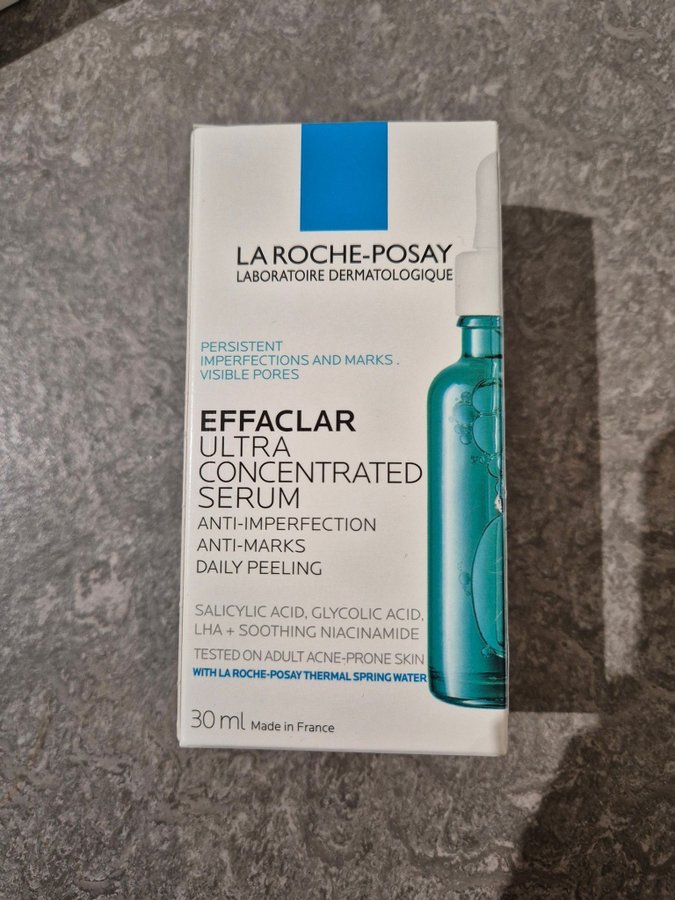 LA ROCHE-POSAY
LABORATOIRE DERMATOLOGIQUE
PERSISTENT
IMPERFECTIONS AND MARKS .
VISIBLE PORES
EFFACLAR
ULTRA
CONCENTRATED
SERUM
ANTI-IMPERFECTION
ANTI-MARKS
DAILY PEELING
SALICYLIC ACID, GLYCOLIC ACID,
LHA + SOOTHING NIACINAMIDE
TESTED ON ADULT ACNE-PRONE SKIN
WITH LA ROCHE-POSAY THERMAL SPRING WATER
30 ml Made in France